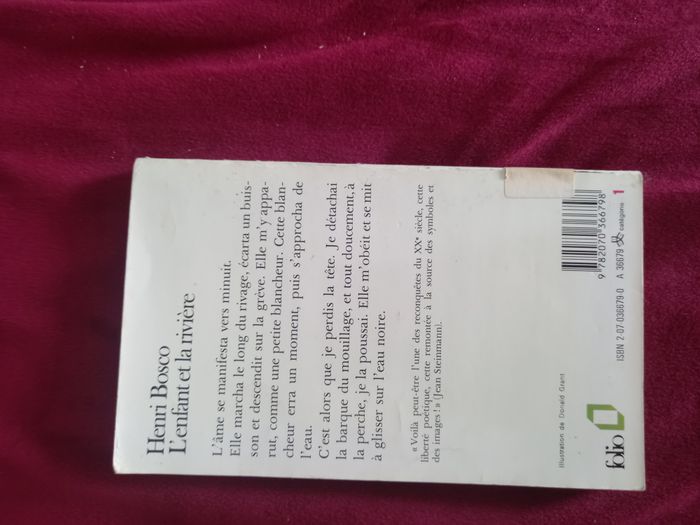 Henri Bosco
L'enfant et la rivière
L'âme se manifesta vers minuit.
Elle marcha le long du rivage, écarta un buis-
son et descendit sur la grève. Elle m'y appa-
rut, comme une petite blancheur. Cette blan-
cheur erra un moment, puis s'approcha de
l'eau.
C'est alors que je perdis la tête. Je détachai
la barque du mouillage, et tout doucement, à
la perche, je la poussai. Elle m'obéit et se mit
à glisser sur l'eau noire.
« Voilà peut-être l'une des reconquêtes du XXe siècle, cette
liberté poétique, cette remontée à la source des symboles et
des images ! » (Jean Steinmann).
Illustration de Donald Grant
folio
9 782070 366798
ISBN 2-07-036679-0 A 36679 catégorie 1